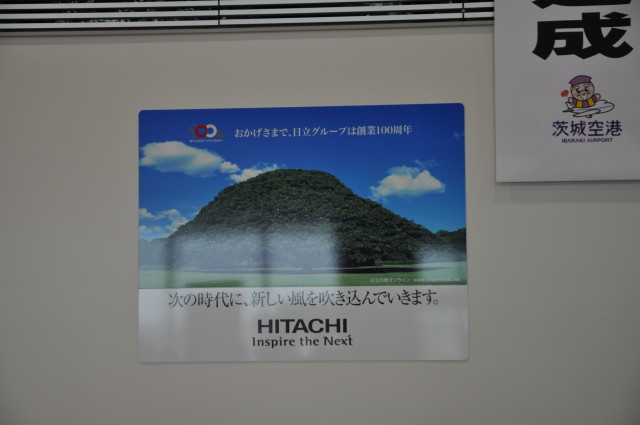 成
茨城空港
IBARAKI AIRPORT
100
おかげさまで、日立グループは創業100周年
次の時代に、新しい風を吹き込んでいきます。
HITACHI
Inspire the Next